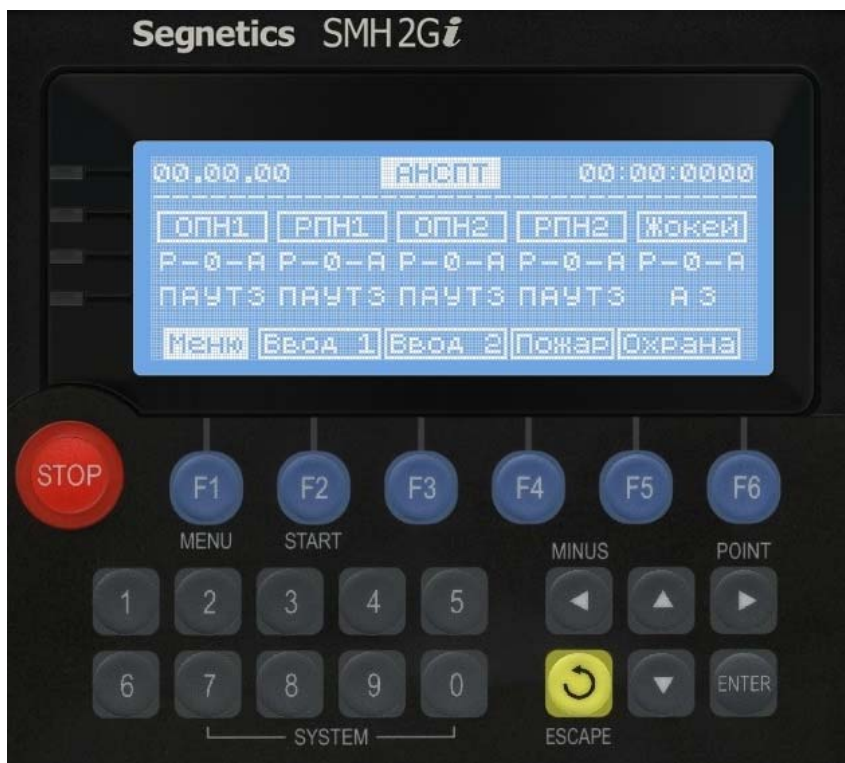 Segnetics SMH 2Gi
00.00.00 АНСПТ 00:00:0000
ОПН1 РПН1 ОПН2 РПН2 Жокей
Р-0-А Р-0-А Р-0-А Р-0-А Р-0-А
ПАУТЗ ПАУТЗ ПАУТЗ ПАУТЗ А З
Меню Ввод 1 Ввод 2 Пожар Охрана
STOP F1 F2 F3 F4 F5 F6
MENU START MINUS POINT
1 2 3 4 5
6 7 8 9 0 ENTER
SYSTEM ESCAPE